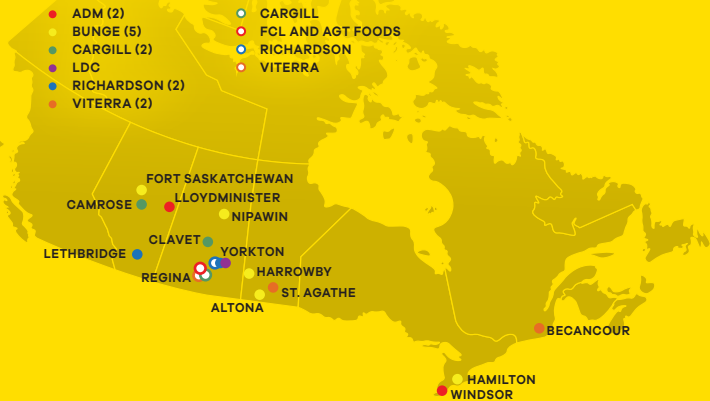 ADM (2)
BUNGE (5)
CARGILL (2)
LDC
RICHARDSON (2)
VITERRA (2)
CARGILL
FCL AND AGT FOODS
RICHARDSON
VITERRA
FORT SASKATCHEWAN
CAMROSE
LLOYDMINISTER
NIPAWIN
CLAVET
LETHBRIDGE
YORKTON
REGINA
HARROWBY
ST. AGATHE
ALTONA
BECANCOUR
HAMILTON
WINDSOR